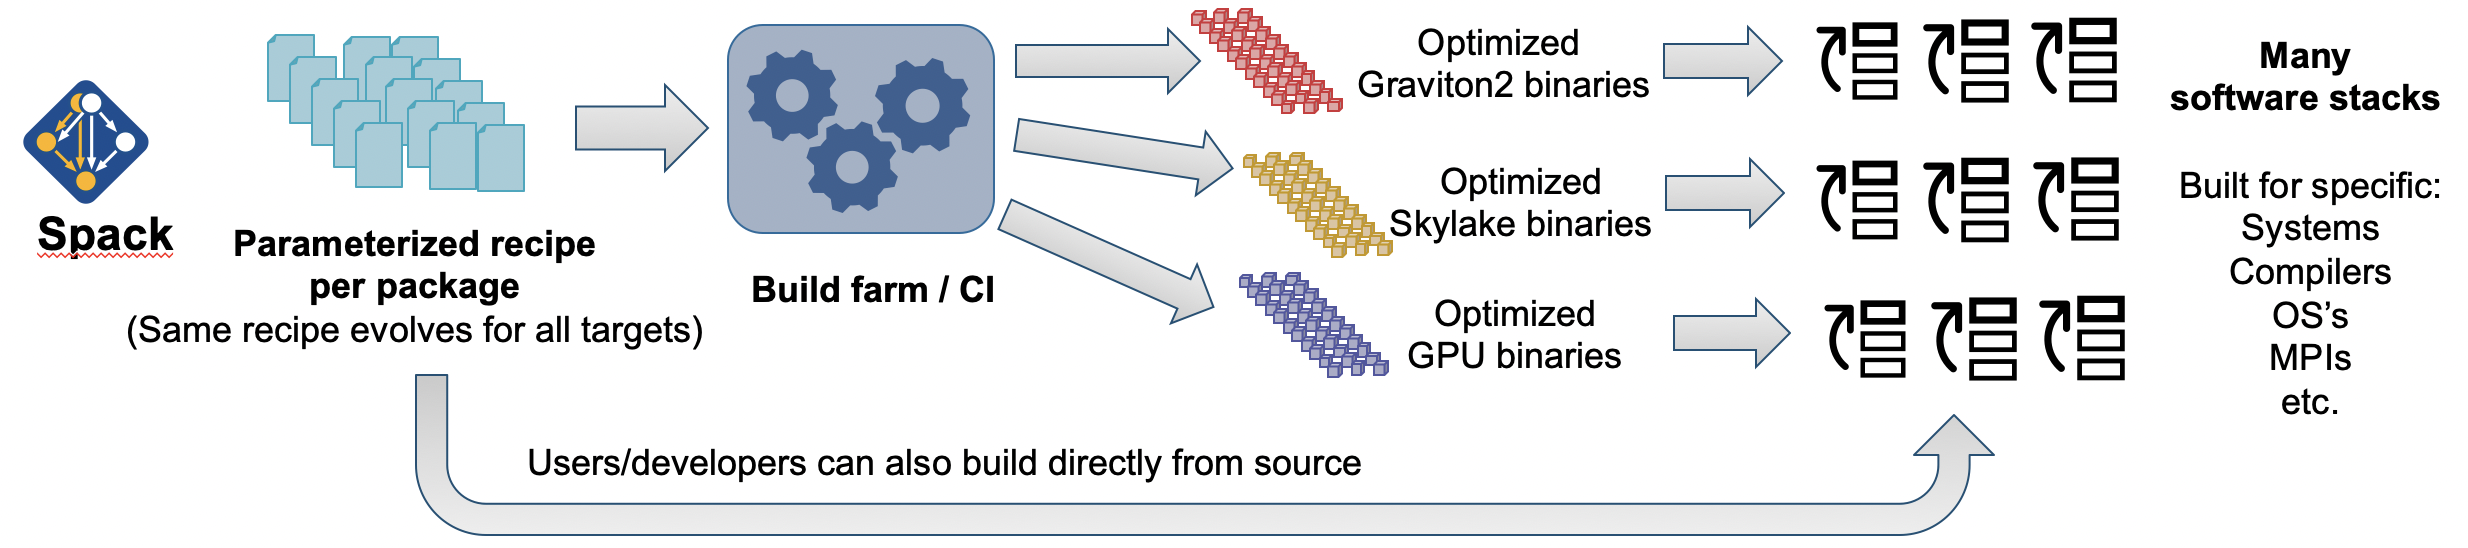 Spack
Parameterized recipe
per package
(Same recipe evolves for all targets)
Build farm / CI
Optimized
Graviton2 binaries
Optimized
Skylake binaries
Optimized
GPU binaries
Many
software stacks
Built for specific:
Systems
Compilers
OS’s
MPIs
etc.
Users/developers can also build directly from source